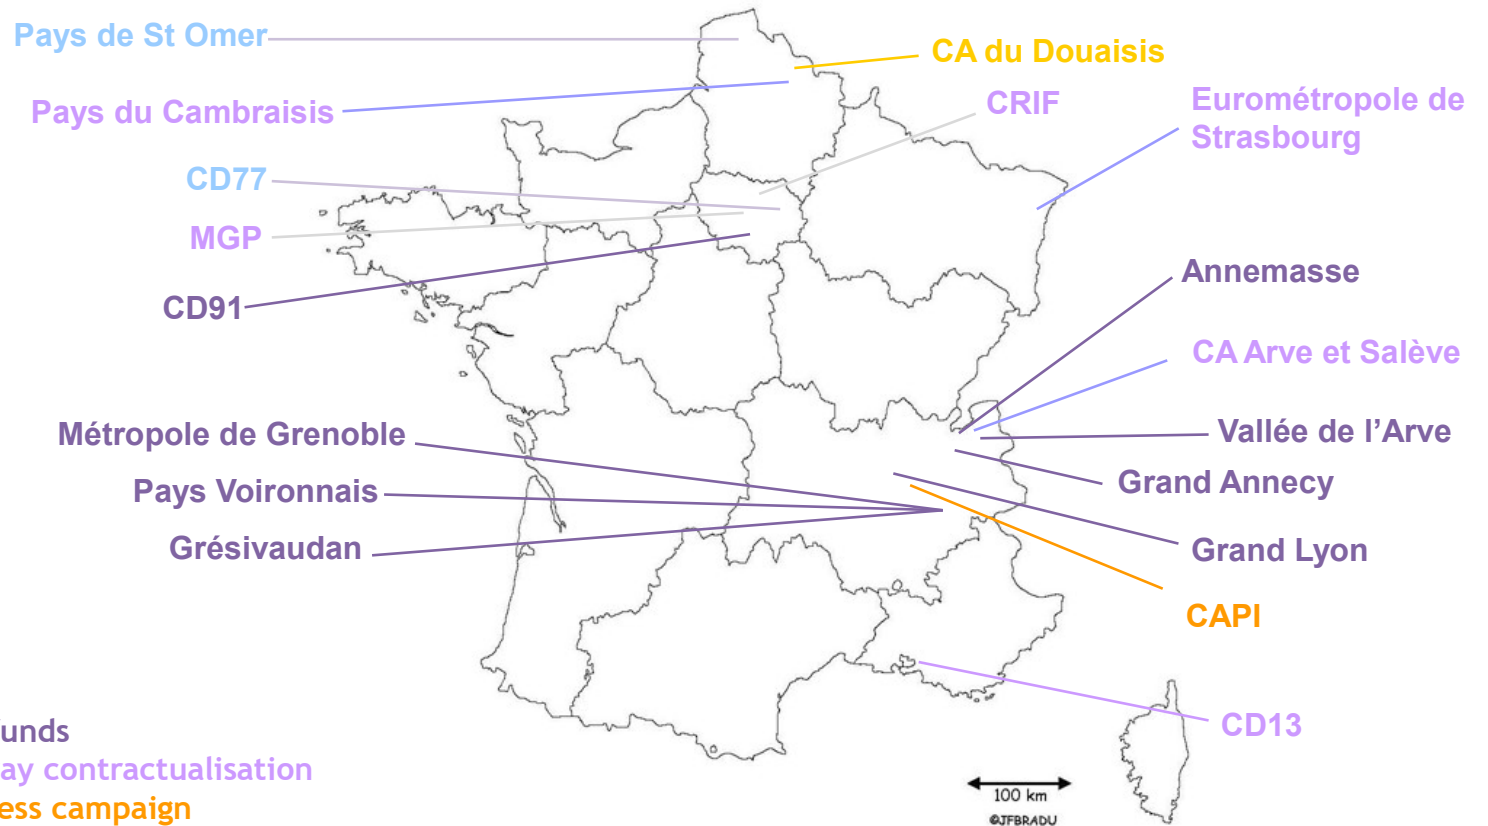 Pays de St Omer
CA du Douaisis
Pays du Cambraisis
CRIF
Eurométropole de
Strasbourg
CD77
MGP
CD91
Annemasse
CA Arve et Salève
Métropole de Grenoble
Vallée de l’Arve
Pays Voironnais
Grand Annecy
Grésivaudan
Grand Lyon
CAPI
CD13
unds
ay contractualisation
ess campaign
100 km
©JFBRADU